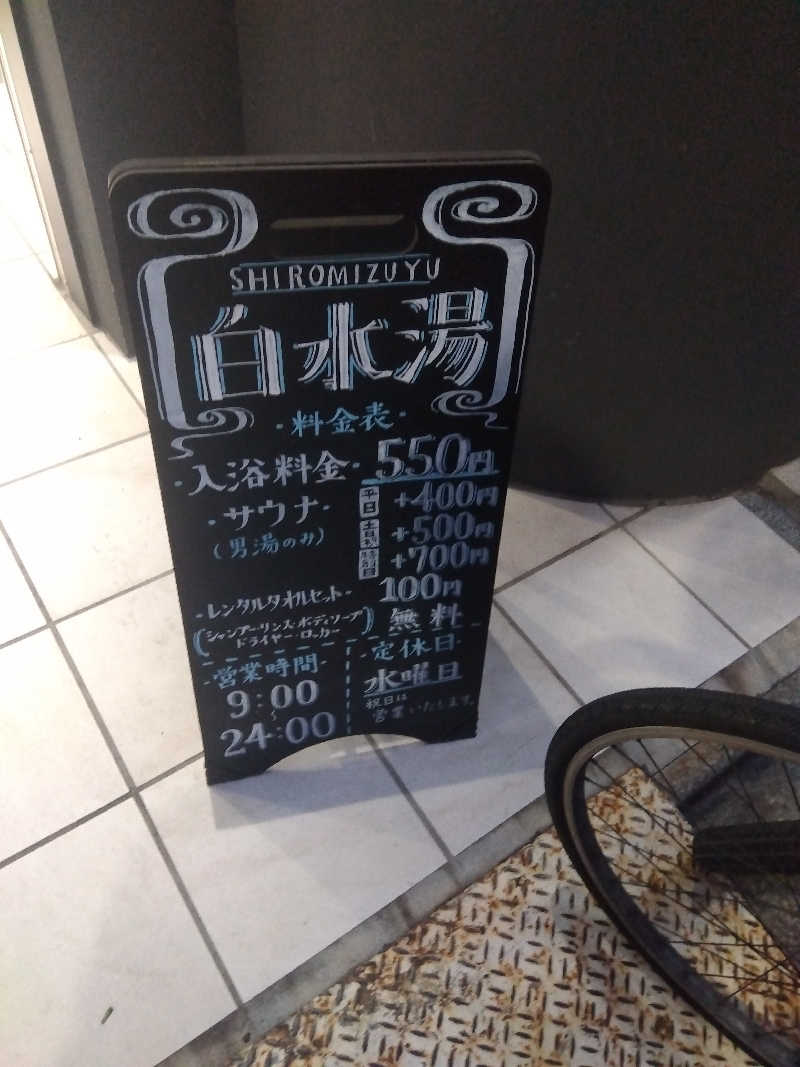 SHIROMIZUYU
白水湯
・料金表・
・入浴料金・ 550円
・サウナ・ 平日 +400円
(男湯のみ) 土日祝 +500円
特別日 +700円
・レンタルタオルセット・ 100円
(シャンプー・リンス・ボディソープ ドライヤー・ロッカー) 無料
・営業時間・
9:00
〜
24:00
・定休日・
水曜日
祝日は
営業いたします。